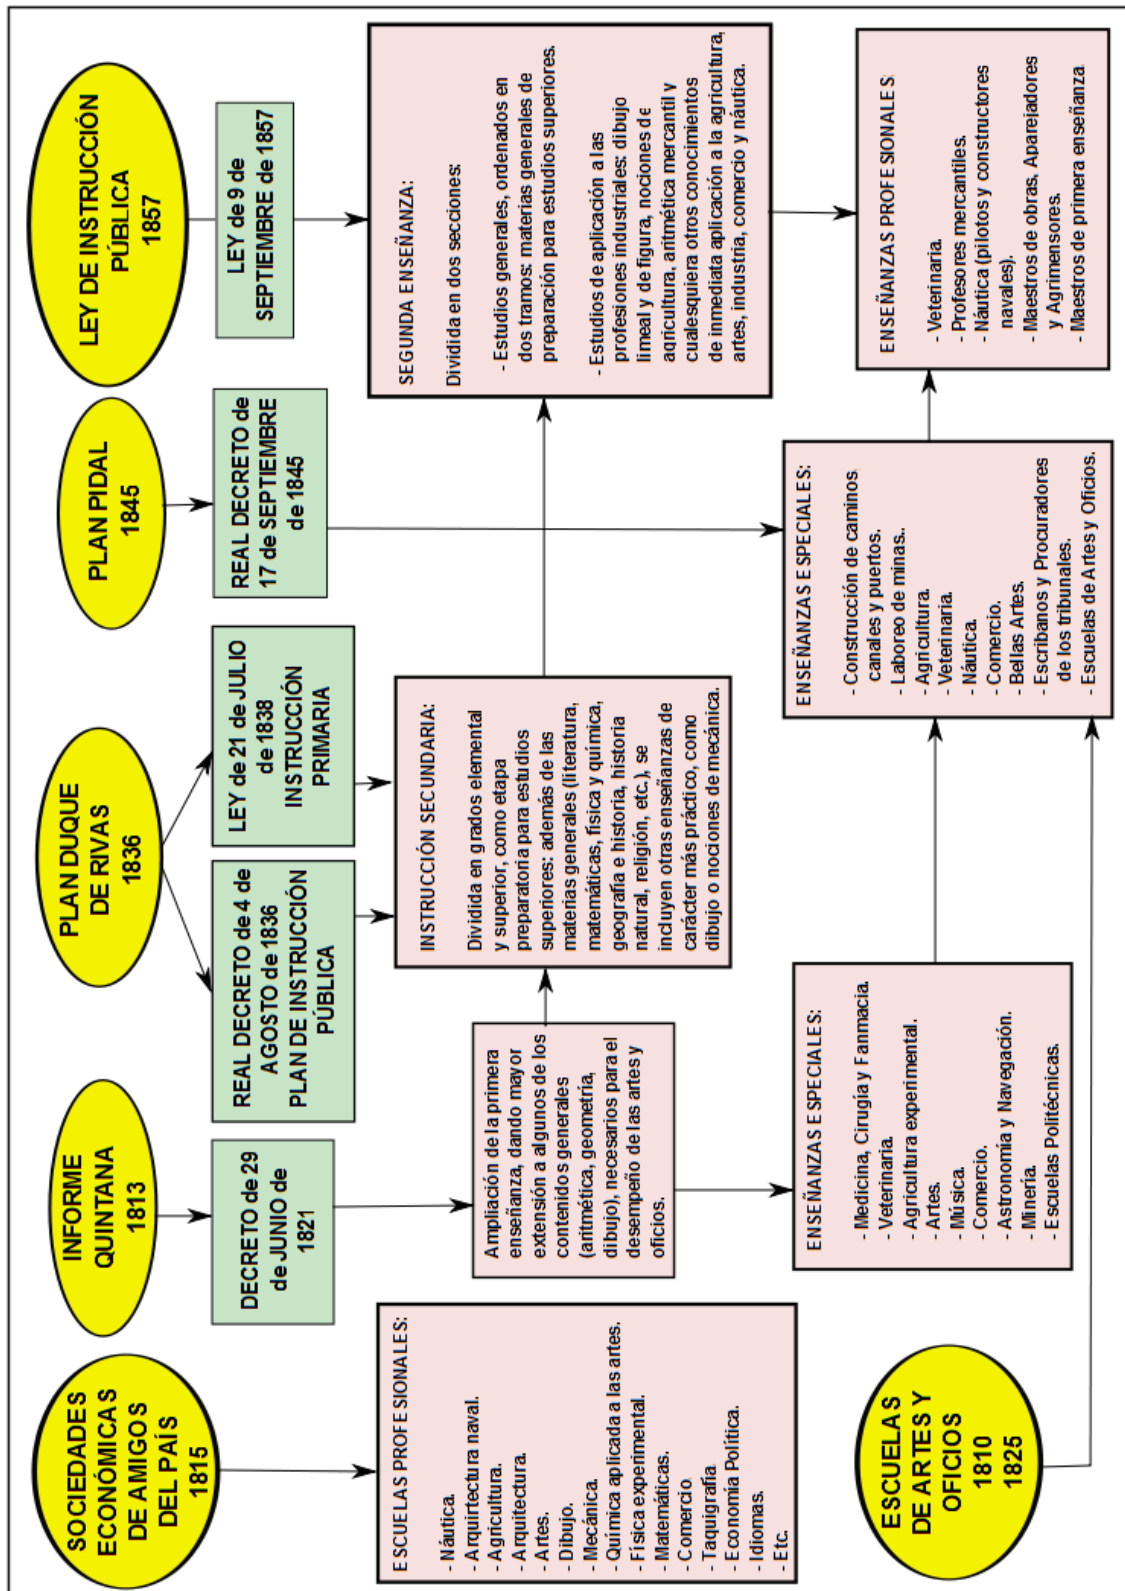 SOCIEDADES
ECONÓMICAS
DE AMIGOS
DEL PAÍS
1815
INFORME
QUINTANA
1813
PLAN DUQUE
DE RIVAS
1836
PLAN PIDAL
1845
LEY DE INSTRUCCIÓN
PÚBLICA
1857
DECRETO de 29
de JUNIO de
1821
REAL DECRETO de 4 de
AGOSTO de 1836
PLAN DE INSTRUCCIÓN
PÚBLICA
LEY de 21 de JULIO
de 1838
INSTRUCCIÓN
PRIMARIA
REAL DECRETO de
17 de SEPTIEMBRE
de 1845
LEY de 9 de
SEPTIEMBRE de 1857
ESCUELAS PROFESIONALES:
- Náutica.
- Arquirtectura naval.
- Agricultura.
- Arquitectura.
- Artes.
- Dibujo.
- Mecánica.
- Química aplicada a las artes.
- Física experimental.
- Matemáticas.
- Comercio
- Taquigrafía
- Economía Política.
- Idiomas.
- Etc.
Ampliación de la primera
enseñanza, dando mayor
extensión a algunos de los
contenido generales
(aritmética, geometría,
dibujo), necesarios para el
desempeño de las artes y
oficios.
INSTRUCCIÓN SECUNDARIA:
Dividida en grados elemental
y superior, como etapa
preparatoria para estudios
superiores: además de las
materias generales (literatura,
matemáticas, física y química,
geografía e historia, historia
natural, religión, etc.), se
incluyen otras enseñanzas de
carácter más práctico, como
dibujo o nociones de mecánica.
SEGUNDA ENSEÑANZA:
Dividida en dos secciones:
- Estudios generales, ordenados en
dos tramos: materias generales de
preparación para estudios superiores.
- Estudios de aplicación a las
profesiones industriales: dibujo
limeal y de figura, nociones de
agricultura, aritmética mercantil y
cualesquiera otros conocimientos
de inmediata aplicación a la agricultura,
artes, industria, comercio y náutica.
ESCUELAS
DE ARTES Y
OFICIOS
1810
1825
ENSEÑANZAS ESPECIALES:
- Medicina, Cirugía y Fanmacia.
- Veterinaria.
- Agricultura experimental.
- Artes.
- Música.
- Comercio.
- Astronomía y Navegación.
- Minería.
- Escuelas Politécnicas.
ENSEÑANZAS ESPECIALES:
- Construcción de caminos
canales y puertos.
- Laboreo de minas..
- Agricultura.
- Veterinaria.
- Náutica.
- Comercio.
- Bellas Artes.
- Escribanos y Procuradores
de los tribunales.
- Escuelas de Artes y Oficios.
ENSEÑANZAS PROFESIONALES:
- Veterinaria.
- Profesores mercantiles.
- Náutica (pilotos y constructores
navales).
- Maestros de obras, Aparejadores
y Agrimensores.
- Maestros de primera enseñanza